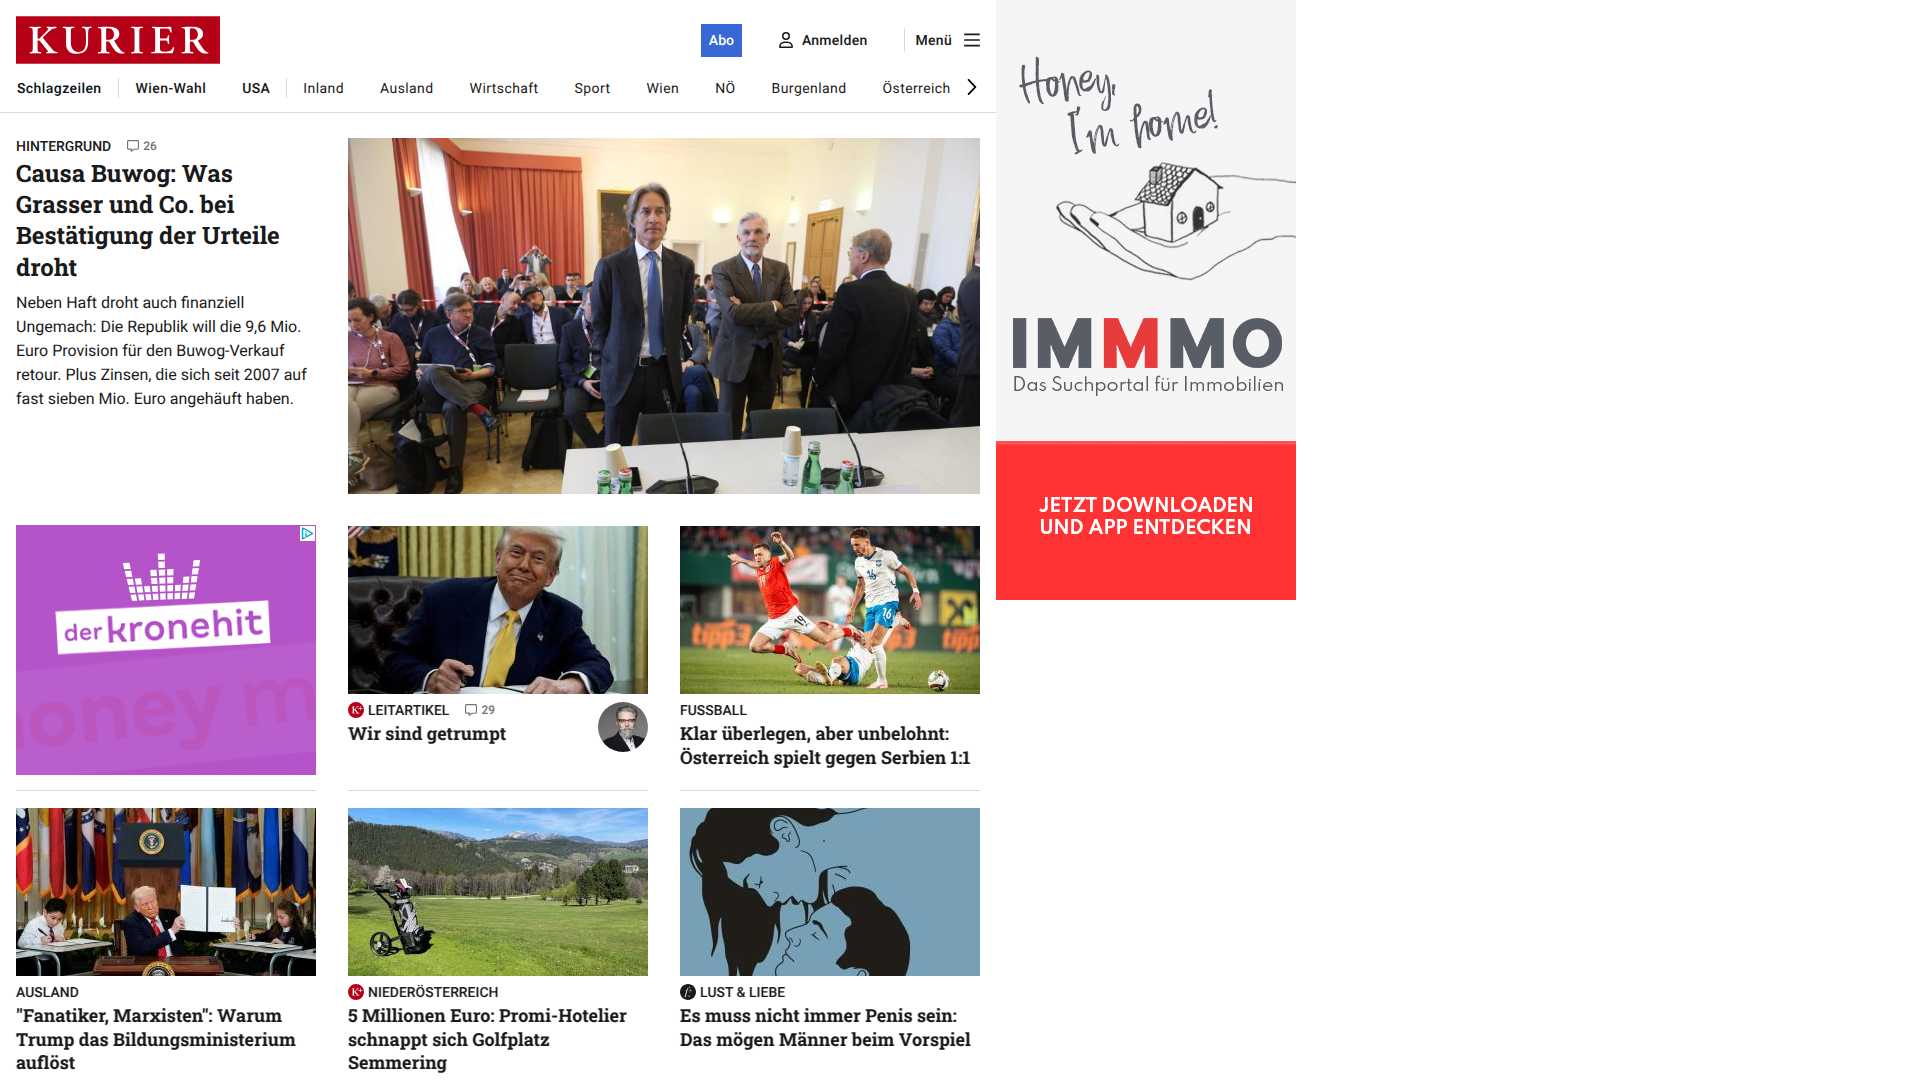 KURIER
Abo
Anmelden
Menü
Schlagzeilen
Wien-Wahl
USA
Inland
Ausland
Wirtschaft
Sport
Wien
NÖ
Burgenland
Österreich
HINTERGRUND 26
Causa Buwog: Was
Grasser und Co. bei
Bestätigung der Urteile
droht
Neben Haft droht auch finanziell
Ungemach: Die Republik will die 9,6 Mio.
Euro Provision für den Buwog-Verkauf
retour. Plus Zinsen, die sich seit 2007 auf
fast sieben Mio. Euro angehäuft haben.
der kronehit
oney m
tipp3
19
16
16
tipp
K+ LEITARTIKEL 29
Wir sind getrumpt
FUSSBALL
Klar überlegen, aber unbelohnt:
Österreich spielt gegen Serbien 1:1
AUSLAND
"Fanatiker, Marxisten": Warum
Trump das Bildungsministerium
auflöst
K+ NIEDERÖSTERREICH
5 Millionen Euro: Promi-Hotelier
schnappt sich Golfplatz
Semmering
LUST & LIEBE
Es muss nicht immer Penis sein:
Das mögen Männer beim Vorspiel
Honey,
I'm home!
IMMMO
Das Suchportal für Immobilien
JETZT DOWNLOADEN
UND APP ENTDECKEN